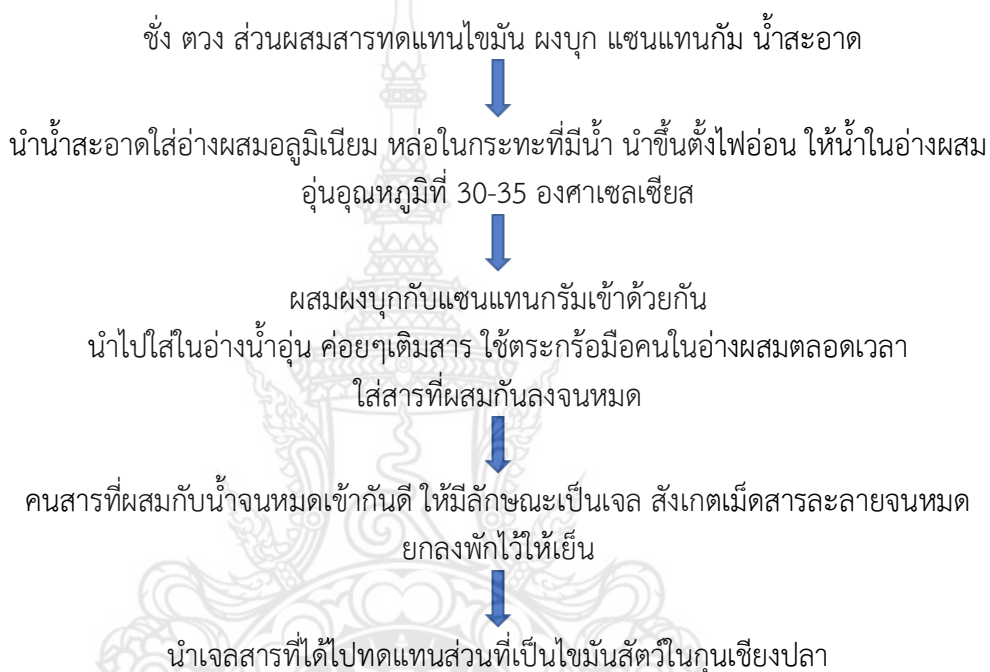 ชั่ง ตวง ส่วนผสมสารทดแทนไขมัน ผงบุก แซนแทนกัม น้ำสะอาด
นำน้ำสะอาดใส่อ่างผสมอลูมิเนียม หล่อในกระทะที่มีน้ำ นำขึ้นตั้งไฟอ่อน ให้น้ำในอ่างผสม
อุ่นอุณหภูมิที่ 30-35 องศาเซลเซียส
ผสมผงบุกกับแซนแทนกรัมเข้าด้วยกัน
นำไปใส่ในอ่างน้ำอุ่น ค่อยๆเติมสาร ใช้ตระกร้อมือคนในอ่างผสมตลอดเวลา
ใส่สารที่ผสมกันลงจนหมด
คนสารที่ผสมกับน้ำจนหมดเข้ากันดี ให้มีลักษณะเป็นเจล สังเกตเม็ดสารละลายจนหมด
ยกลงพักไว้ให้เย็น
นำเจลสารที่ได้ไปทดแทนส่วนที่เป็นไขมันสัตว์ในกุนเชียงปลา